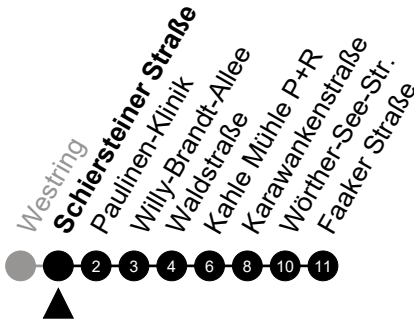 Westring
Schiersteiner Straße
Paulinen-Klinik
Willy-Brandt-Allee
Waldstraße
Kahle Mühle P+R
Karawankenstraße
Wörther-See-Str.
Faaker Straße
2 3 4 6 8 10 11